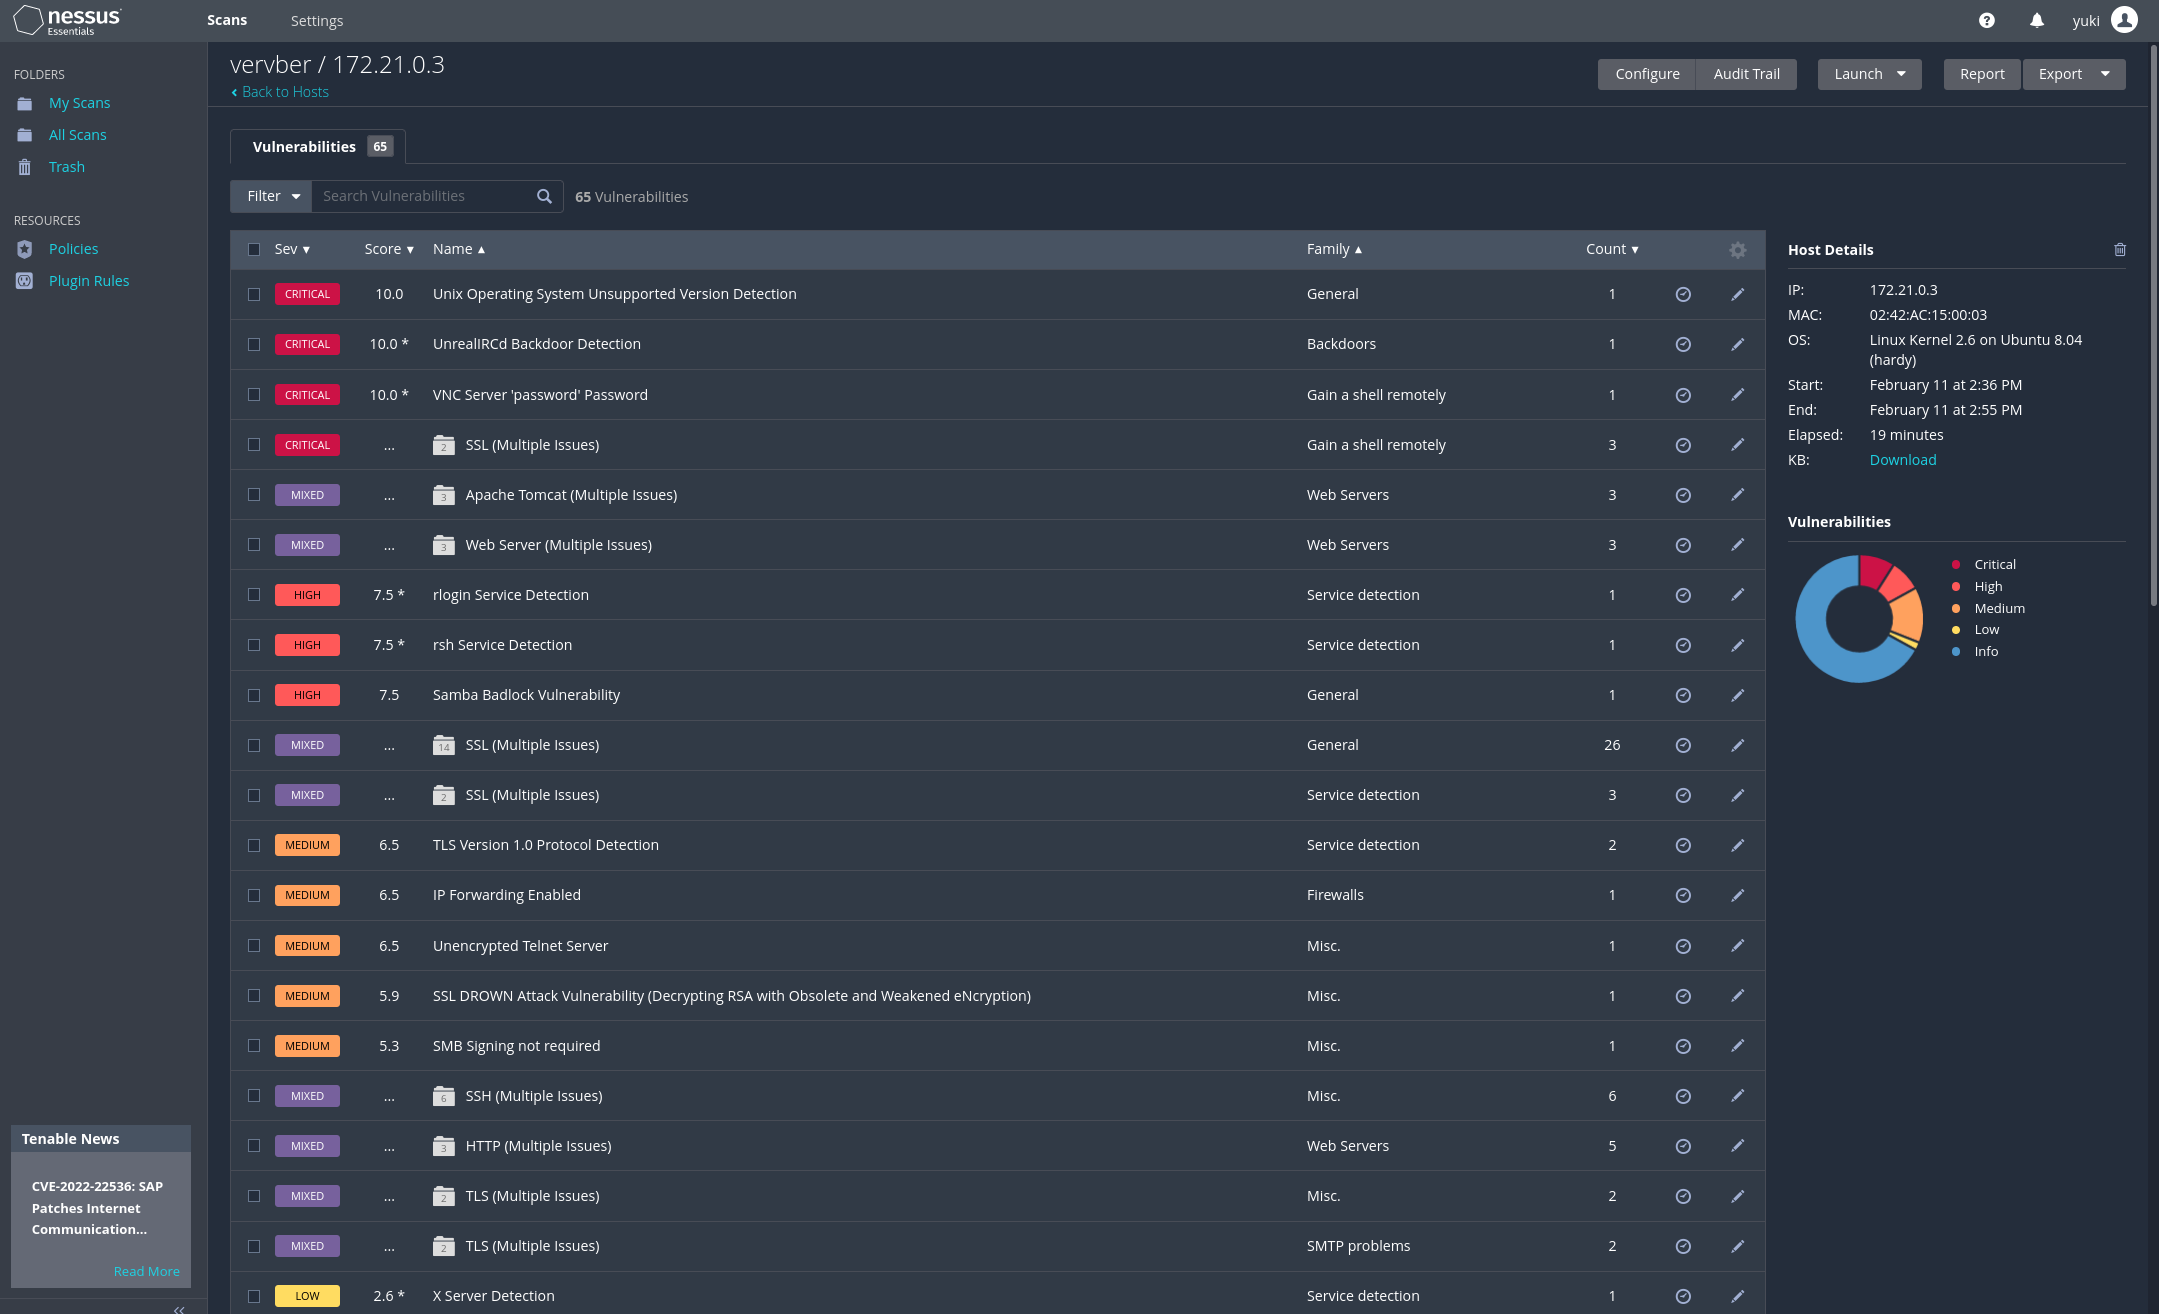 nessus
Essentials
Scans
Settings
yuki
FOLDERS
My Scans
All Scans
Trash
RESOURCES
Policies
Plugin Rules
Tenable News
CVE-2022-22536: SAP
Patches Internet
Communication...
Read More
vervber / 172.21.0.3
Back to Hosts
Configure
Audit Trail
Launch
Report
Export
Vulnerabilities 65
Filter
Search Vulnerabilities
65 Vulnerabilities
Sev Score Name Family Count
CRITICAL 10.0 Unix Operating System Unsupported Version Detection General 1
CRITICAL 10.0 * UnrealIRCd Backdoor Detection Backdoors 1
CRITICAL 10.0 * VNC Server 'password' Password Gain a shell remotely 1
CRITICAL ... 2 SSL (Multiple Issues) Gain a shell remotely 3
MIXED ... 3 Apache Tomcat (Multiple Issues) Web Servers 3
MIXED ... 3 Web Server (Multiple Issues) Web Servers 3
HIGH 7.5 * rlogin Service Detection Service detection 1
HIGH 7.5 * rsh Service Detection Service detection 1
HIGH 7.5 Samba Badlock Vulnerability General 1
MIXED ... 14 SSL (Multiple Issues) General 26
MIXED ... 2 SSL (Multiple Issues) Service detection 3
MEDIUM 6.5 TLS Version 1.0 Protocol Detection Service detection 2
MEDIUM 6.5 IP Forwarding Enabled Firewalls 1
MEDIUM 6.5 Unencrypted Telnet Server Misc. 1
MEDIUM 5.9 SSL DROWN Attack Vulnerability (Decrypting RSA with Obsolete and Weakened eNcryption) Misc. 1
MEDIUM 5.3 SMB Signing not required Misc. 1
MIXED ... 6 SSH (Multiple Issues) Misc. 6
MIXED ... 3 HTTP (Multiple Issues) Web Servers 5
MIXED ... 2 TLS (Multiple Issues) Misc. 2
MIXED ... 2 TLS (Multiple Issues) SMTP problems 2
LOW 2.6 * X Server Detection Service detection 1
Host Details
IP: 172.21.0.3
MAC: 02:42:AC:15:00:03
OS: Linux Kernel 2.6 on Ubuntu 8.04
(hardy)
Start: February 11 at 2:36 PM
End: February 11 at 2:55 PM
Elapsed: 19 minutes
KB: Download
Vulnerabilities
Critical
High
Medium
Low
Info